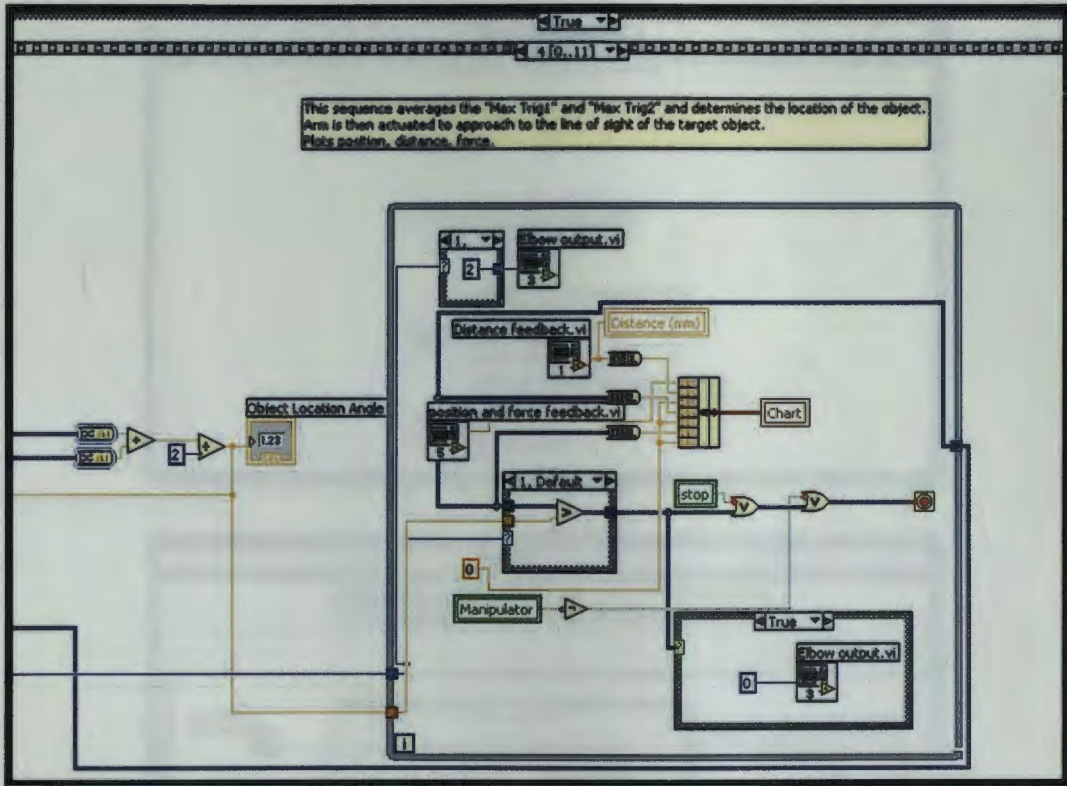 True
4 [0..11]
This sequence averages the "Max Trig1" and "Max Trig2" and determines the location of the object.
Arm is then actuated to approach to the line of sight of the target object.
Plots position, distance, force.
1,
Elbow output.vi
2
3
Distance feedback.vi
Distance (mm)
1
Object Location Angle
position and force feedback.vi
Chart
1.23
2
5
1, Default
stop
0
Manipulator
True
Elbow output.vi
0
3
i